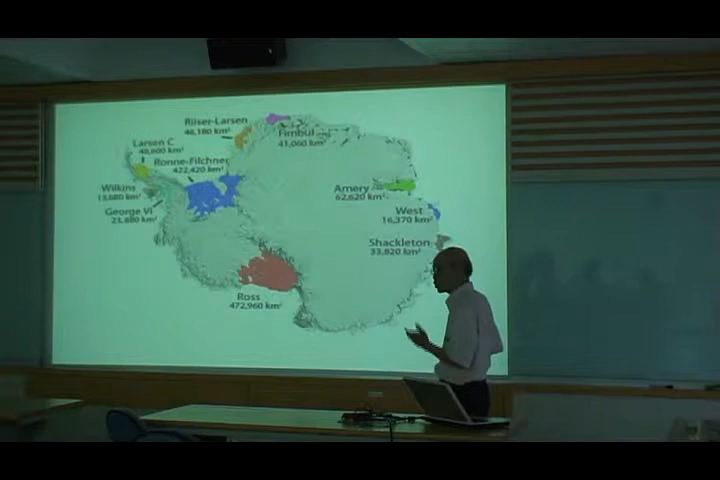 Riiser-Larsen
48,180 km²
Fimbul
41,060 km²
Larsen C
48,600 km²
Ronne-Filchner
422,420 km²
Wilkins
13,680 km²
George VI
23,880 km²
Amery
62,620 km²
West
16,370 km²
Shackleton
33,820 km²
Ross
472,960 km²